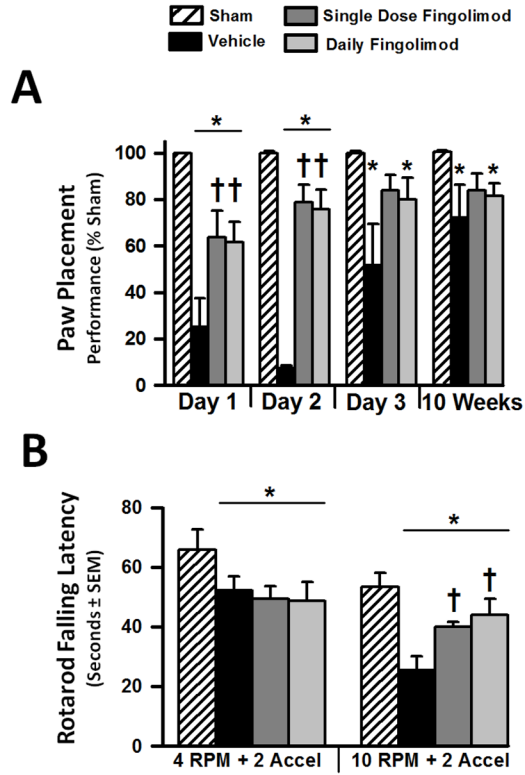 Sham
Single Dose Fingolimod
Vehicle
Daily Fingolimod
A
Paw Placement
Performance (% Sham)
100
80
60
40
20
0
*
††
*
††
*
*
*
*
Day 1
Day 2
Day 3
10 Weeks
B
Rotarod Falling Latency
(Seconds ± SEM)
80
60
40
20
0
*
*
†
†
4 RPM + 2 Accel
10 RPM + 2 Accel